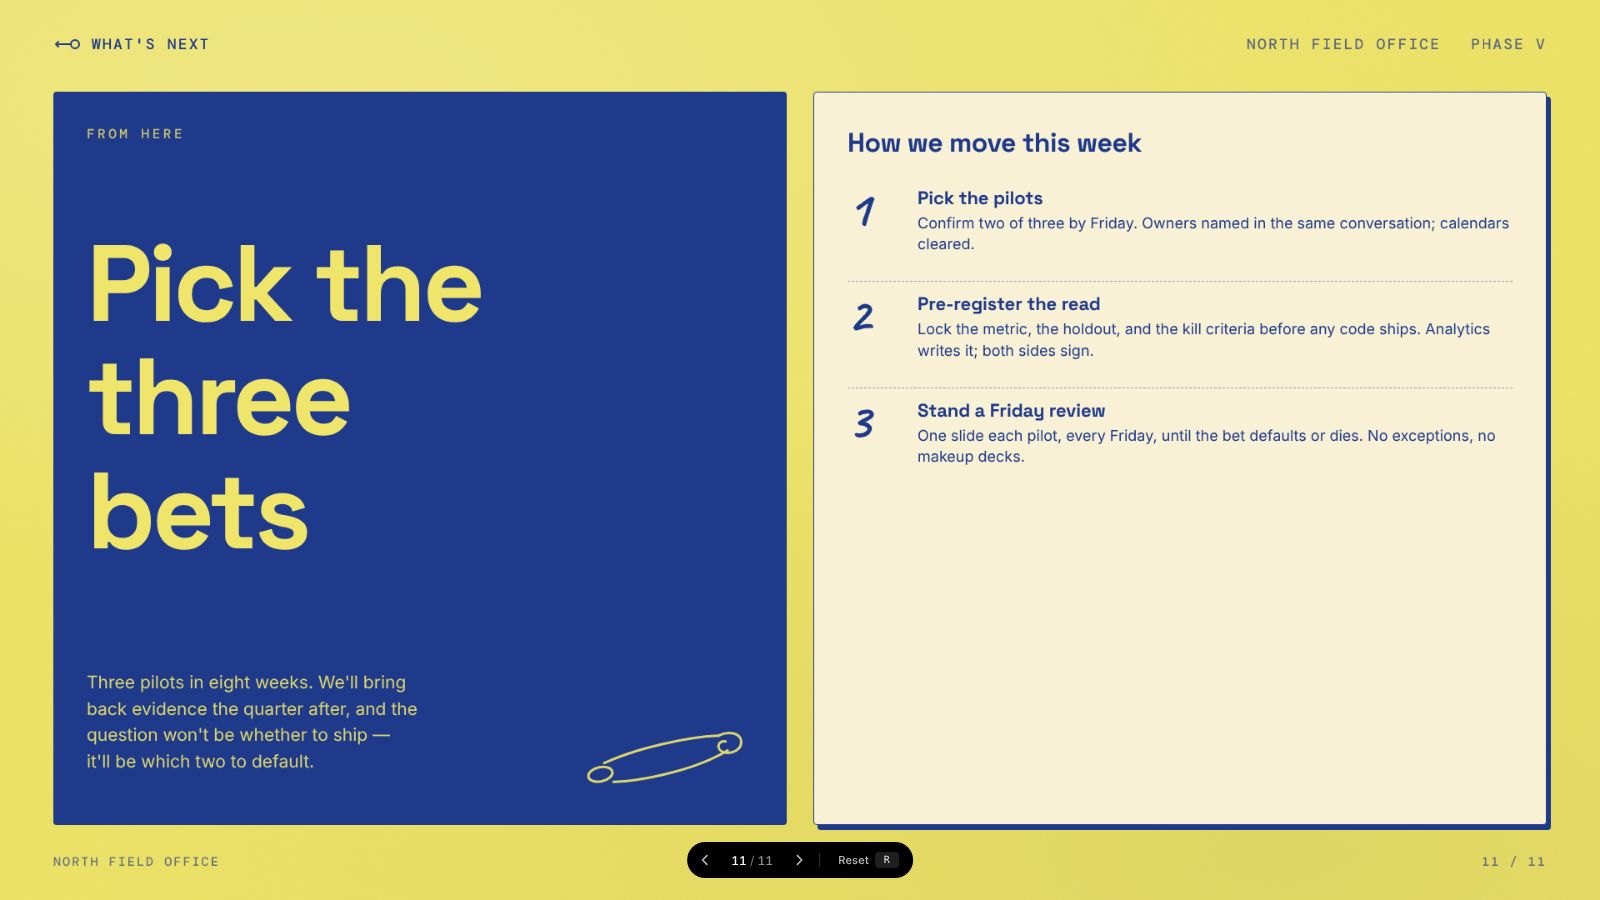 WHAT'S NEXT
NORTH FIELD OFFICE PHASE V
FROM HERE
Pick the
three
bets
Three pilots in eight weeks. We'll bring
back evidence the quarter after, and the
question won't be whether to ship —
it'll be which two to default.
How we move this week
1
Pick the pilots
Confirm two of three by Friday. Owners named in the same conversation; calendars
cleared.
2
Pre-register the read
Lock the metric, the holdout, and the kill criteria before any code ships. Analytics
writes it; both sides sign.
3
Stand a Friday review
One slide each pilot, every Friday, until the bet defaults or dies. No exceptions, no
makeup decks.
NORTH FIELD OFFICE
11 / 11 Reset R
11 / 11